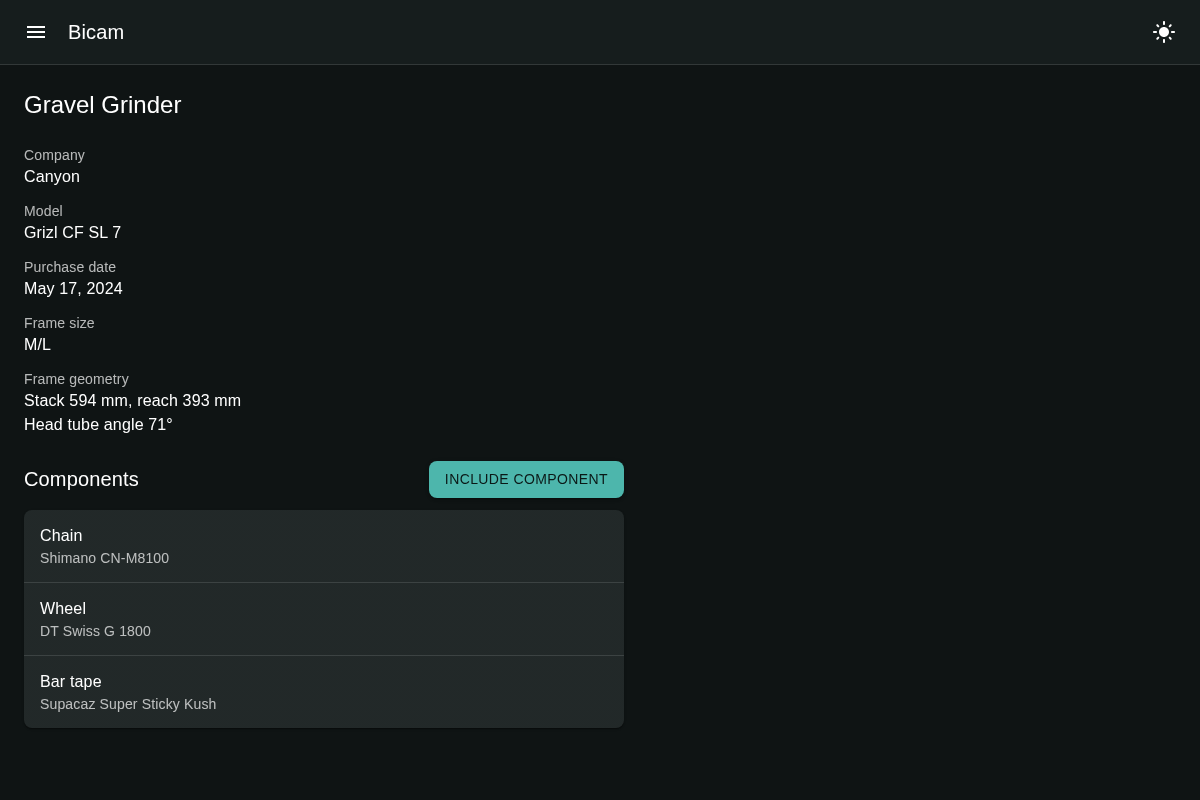 Bicam
Gravel Grinder
Company
Canyon
Model
Grizl CF SL 7
Purchase date
May 17, 2024
Frame size
M/L
Frame geometry
Stack 594 mm, reach 393 mm
Head tube angle 71°
Components
INCLUDE COMPONENT
Chain
Shimano CN-M8100
Wheel
DT Swiss G 1800
Bar tape
Supacaz Super Sticky Kush